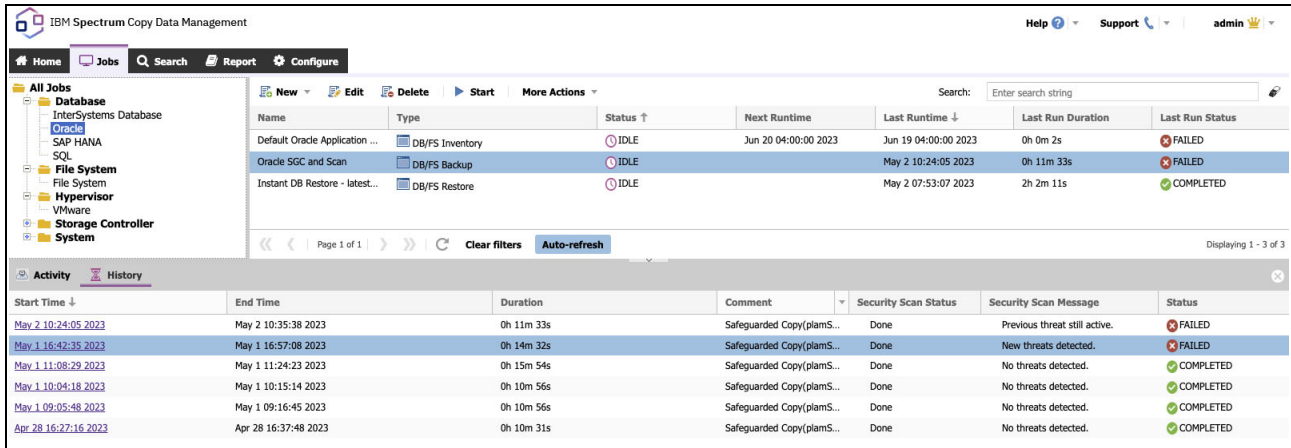 IBM Spectrum Copy Data Management
Help
Support
admin
Home
Jobs
Search
Report
Configure
All Jobs
Database
InterSystems Database
Oracle
SAP HANA
SQL
File System
File System
Hypervisor
VMware
Storage Controller
System
New Edit Delete Start More Actions Search: Enter search string
Name Type Status ↑ Next Runtime Last Runtime ↓ Last Run Duration Last Run Status
Default Oracle Application ... DB/FS Inventory IDLE Jun 20 04:00:00 2023 Jun 19 04:00:00 2023 0h 0m 2s FAILED
Oracle SGC and Scan DB/FS Backup IDLE May 2 10:24:05 2023 0h 11m 33s FAILED
Instant DB Restore - latest... DB/FS Restore IDLE May 2 07:53:07 2023 2h 2m 11s COMPLETED
Page 1 of 1 Clear filters Auto-refresh Displaying 1 - 3 of 3
Activity History
Start Time ↓ End Time Duration Comment Security Scan Status Security Scan Message Status
May 2 10:24:05 2023 May 2 10:35:38 2023 0h 11m 33s Safeguarded Copy(plamS... Done Previous threat still active. FAILED
May 1 16:42:35 2023 May 1 16:57:08 2023 0h 14m 32s Safeguarded Copy(plamS... Done New threats detected. FAILED
May 1 11:08:29 2023 May 1 11:24:23 2023 0h 15m 54s Safeguarded Copy(plamS... Done No threats detected. COMPLETED
May 1 10:04:18 2023 May 1 10:15:14 2023 0h 10m 56s Safeguarded Copy(plamS... Done No threats detected. COMPLETED
May 1 09:05:48 2023 May 1 09:16:45 2023 0h 10m 56s Safeguarded Copy(plamS... Done No threats detected. COMPLETED
Apr 28 16:27:16 2023 Apr 28 16:37:48 2023 0h 10m 31s Safeguarded Copy(plamS... Done No threats detected. COMPLETED